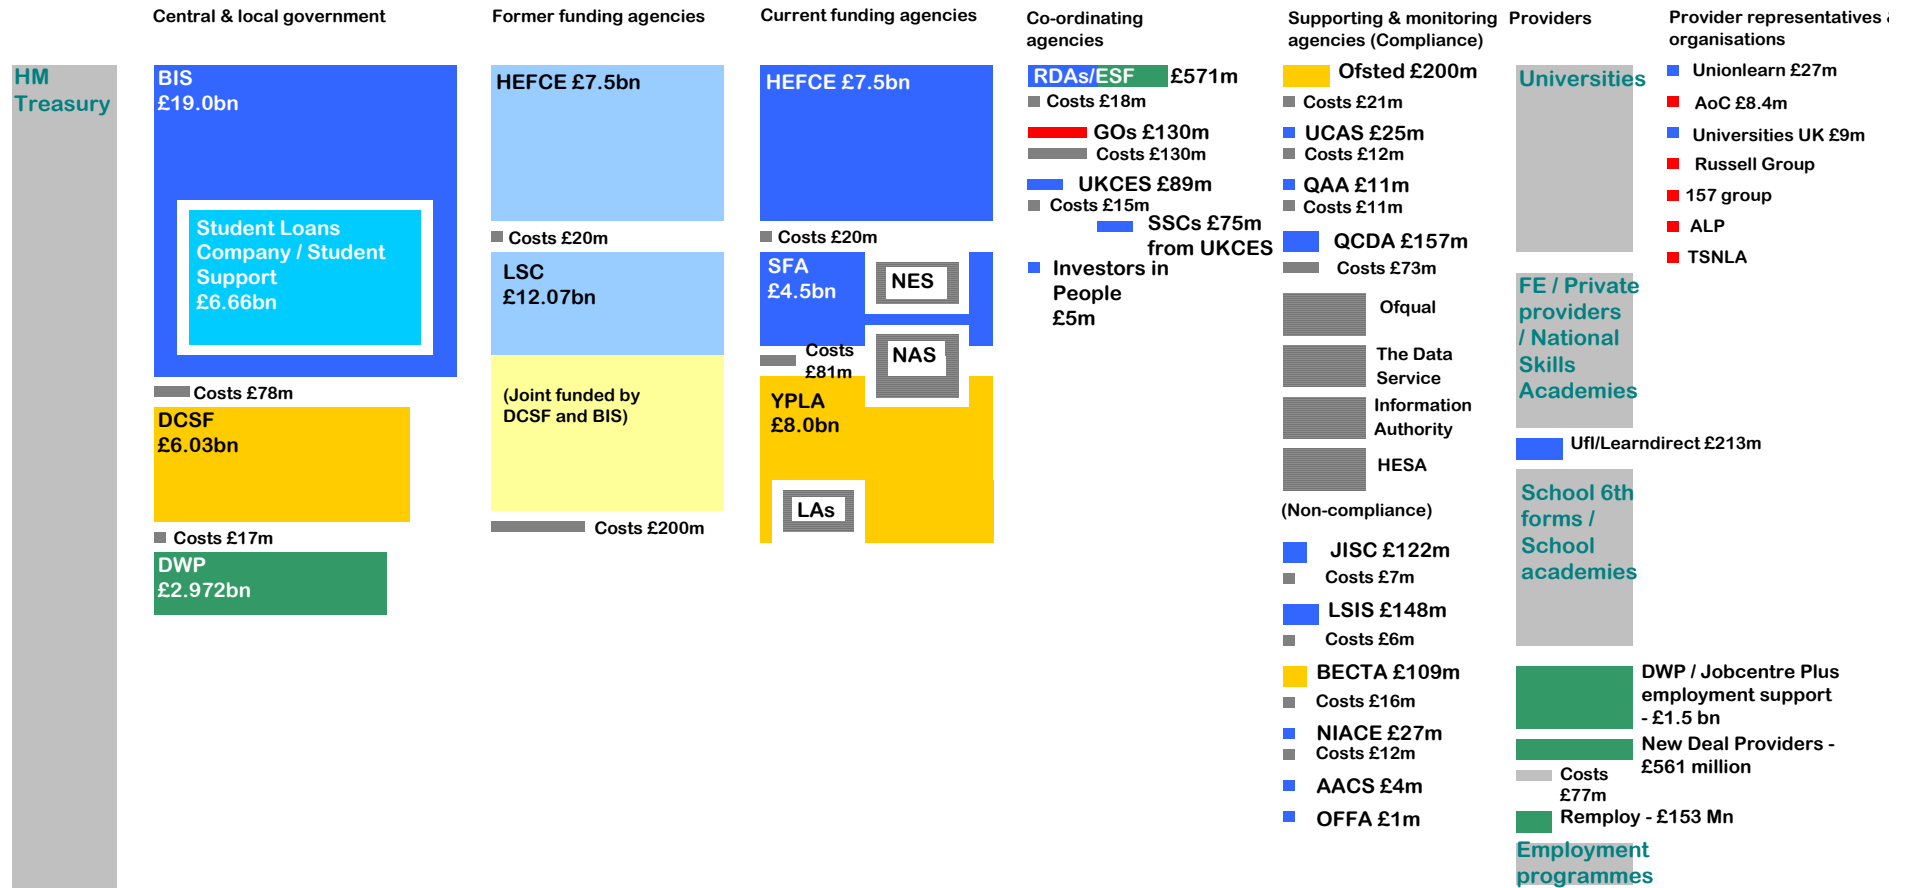 Central & local government
Former funding agencies
Current funding agencies
Co-ordinating
agencies
Supporting & monitoring
agencies (Compliance)
Providers
Provider representatives
organisations
HM
Treasury
BIS
£19.0bn
Student Loans
Company / Student
Support
£6.66bn
Costs £78m
DCSF
£6.03bn
Costs £17m
DWP
£2.972bn
HEFCE £7.5bn
Costs £20m
LSC
£12.07bn
(Joint funded by
DCSF and BIS)
Costs £200m
HEFCE £7.5bn
Costs £20m
SFA
£4.5bn
NES
NAS
Costs
£81m
YPLA
£8.0bn
LAs
RDAs/ESF £571m
Costs £18m
GOs £130m
Costs £130m
UKCES £89m
Costs £15m
SSCs £75m
from UKCES
Investors in
People
£5m
Ofsted £200m
Costs £21m
UCAS £25m
Costs £12m
QAA £11m
Costs £11m
QCDA £157m
Costs £73m
Ofqual
The Data
Service
Information
Authority
HESA
(Non-compliance)
JISC £122m
Costs £7m
LSIS £148m
Costs £6m
BECTA £109m
Costs £16m
NIACE £27m
Costs £12m
AACS £4m
OFFA £1m
Universities
FE / Private
providers
/ National
Skills
Academies
Ufl/Learndirect £213m
School 6th
forms /
School
academies
DWP / Jobcentre Plus
employment support
- £1.5 bn
New Deal Providers -
£561 million
Costs
£77m
Remploy - £153 Mn
Employment
programmes
Unionlearn £27m
AoC £8.4m
Universities UK £9m
Russell Group
157 group
ALP
TSNLA